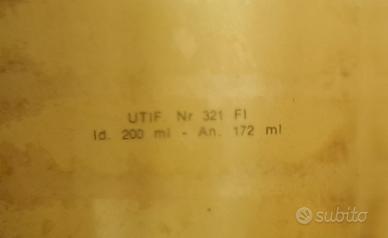 UTIF. Nr 321 FI
Id. 200 ml - An. 172 ml
subito